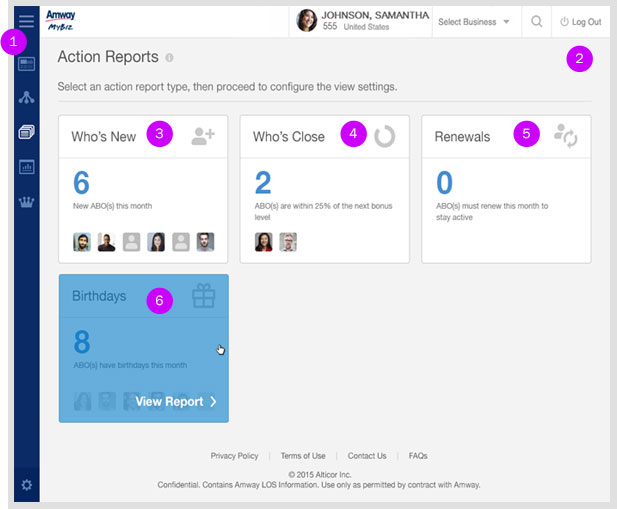 Amway
MyBiz
JOHNSON, SAMANTHA
555 United States
Select Business
Log Out
1
2
Action Reports
Select an action report type, then proceed to configure the view settings.
Who's New
3
Who's Close
4
Renewals
5
6
New ABO(s) this month
2
ABO(s) are within 25% of the next bonus
level
0
ABO(s) must renew this month to
stay active
Birthdays
6
8
ABO(s) have birthdays this month
View Report
Privacy Policy | Terms of Use | Contact Us | FAQs
© 2015 Alticor Inc.
Confidential. Contains Amway LOS Information. Use only as permitted by contract with Amway.